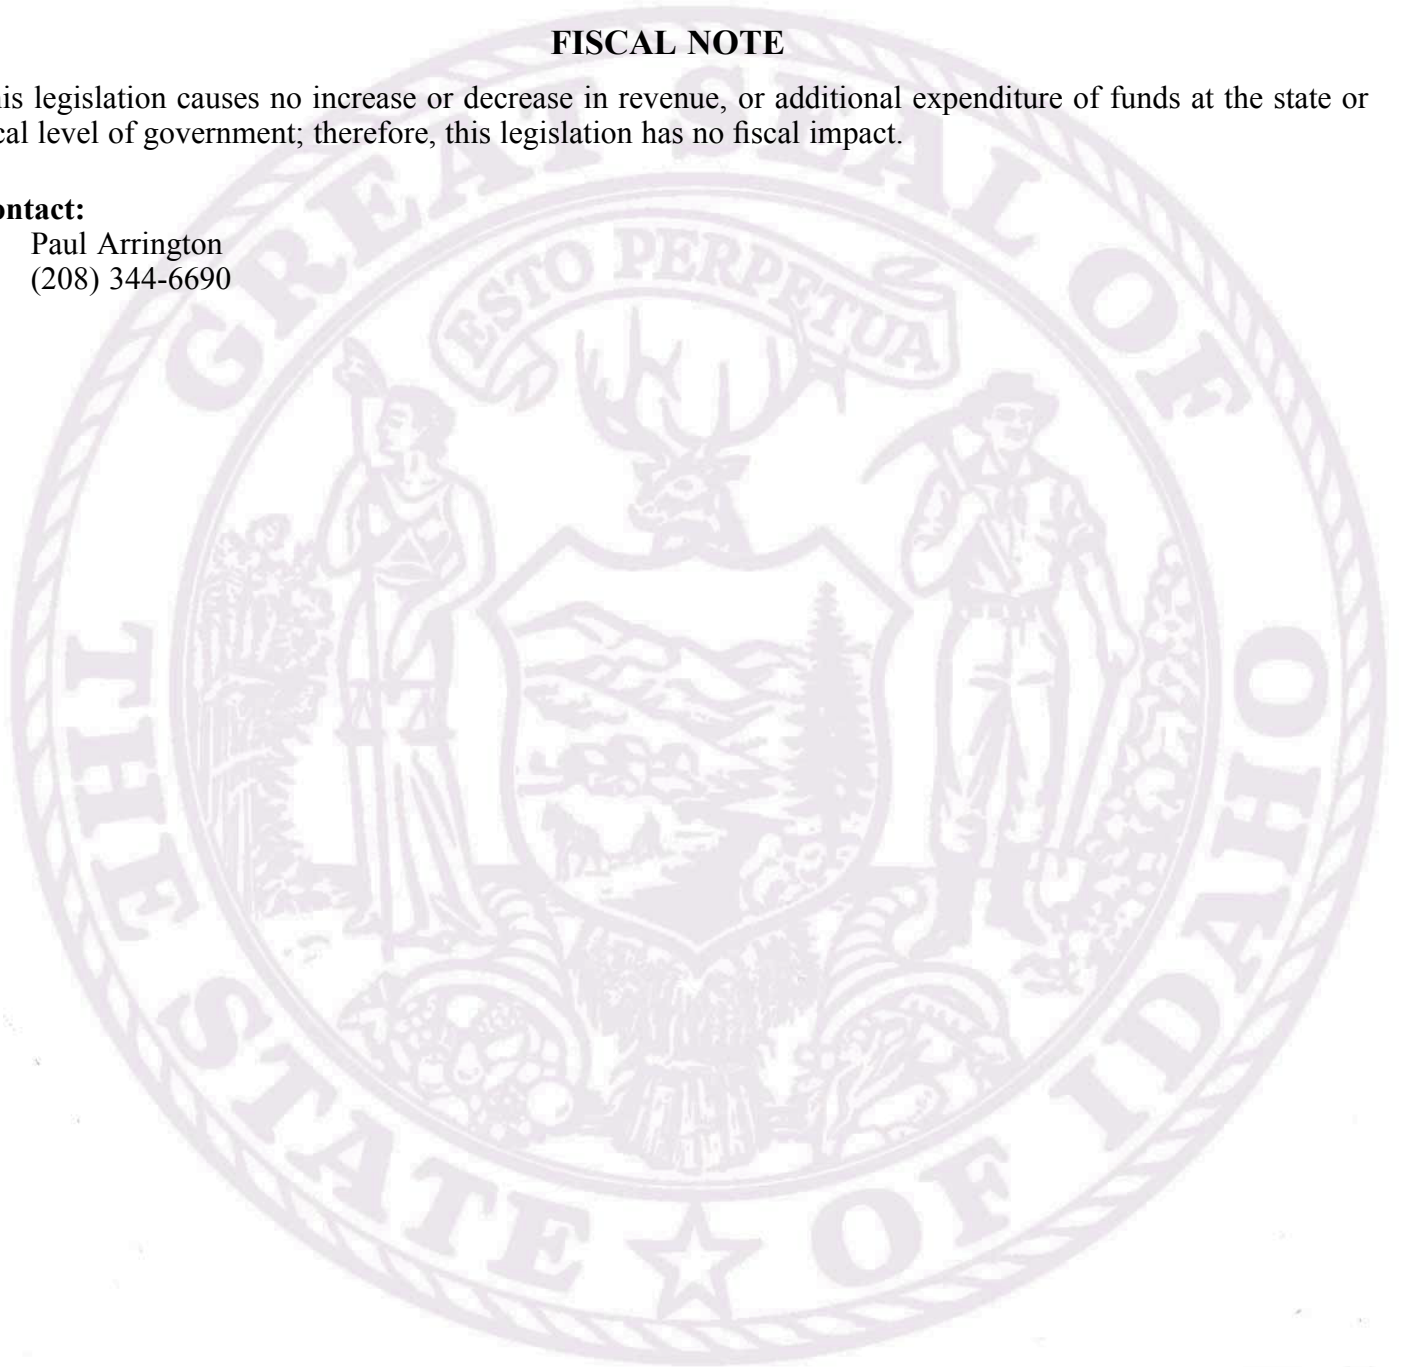 FISCAL NOTE
his legislation causes no increase or decrease in revenue, or additional expenditure of funds at the state or
cal level of government; therefore, this legislation has no fiscal impact.
ontact:
Paul Arrington
(208) 344-6690
GREAT SEAL OF
ESTO PERPETUA
THE
STATE OF IDAHO